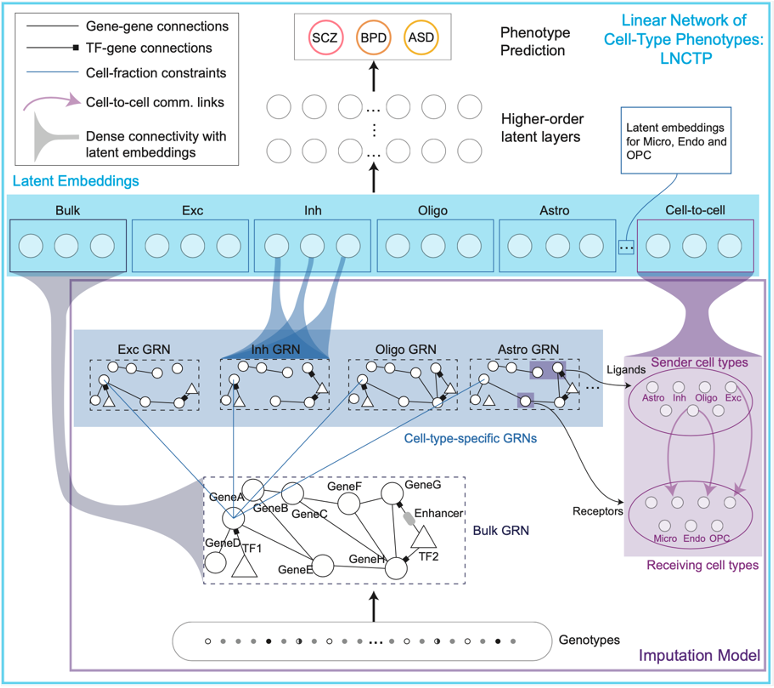 Gene-gene connections
TF-gene connections
Cell-fraction constraints
Cell-to-cell comm. links
Dense connectivity with
latent embeddings
SCZ BPD ASD
Phenotype
Prediction
Linear Network of
Cell-Type Phenotypes:
LNCTP
...
...
...
Higher-order
latent layers
Latent embeddings
for Micro, Endo and
OPC
Latent Embeddings
Bulk Exc Inh Oligo Astro Cell-to-cell
...
Exc GRN Inh GRN Oligo GRN Astro GRN
...
Cell-type-specific GRNs
Ligands
Receptors
Sender cell types
Astro Inh Oligo Exc
Micro Endo OPC
Receiving cell types
GeneA
GeneB
GeneC
GeneF
GeneG
Enhancer
GeneD
TF1
GeneE
GeneH
TF2
Bulk GRN
...
Genotypes
Imputation Model